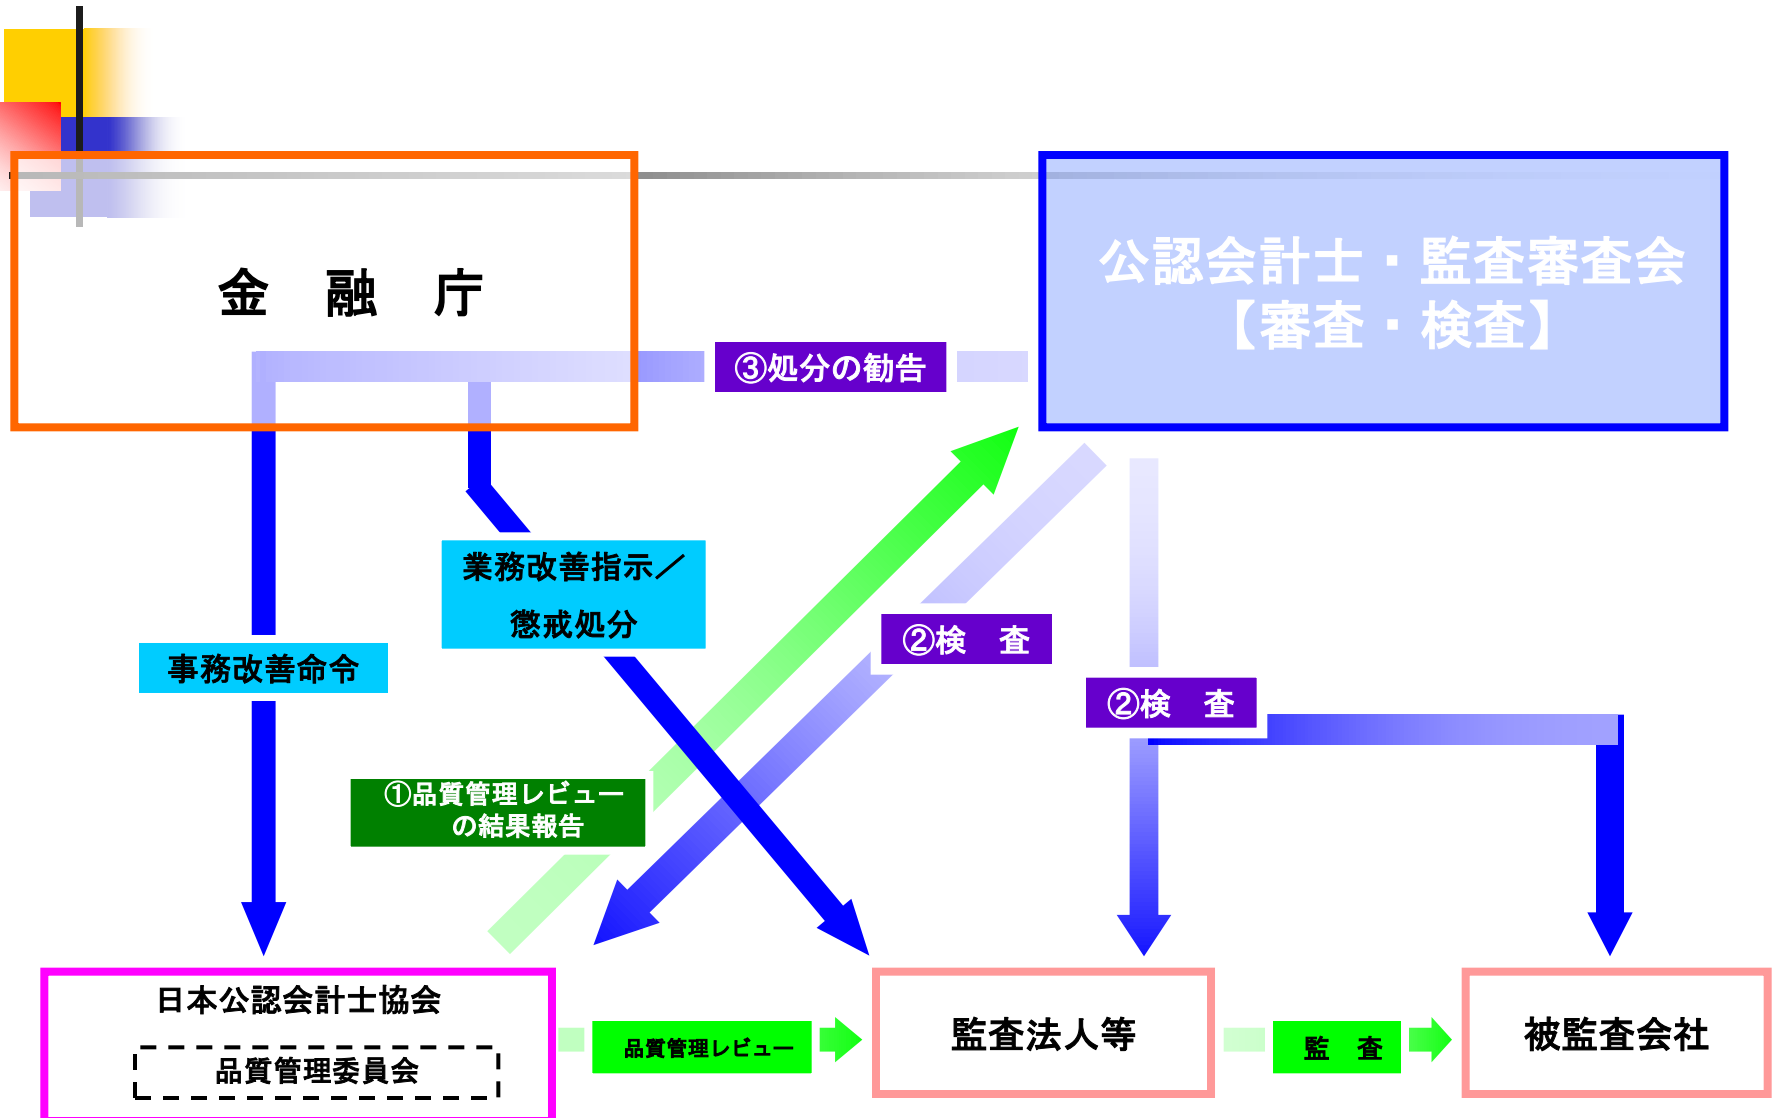 金　融　庁
公認会計士・監査審査会
【審査・検査】
③処分の勧告
業務改善指示／
懲戒処分
②検　査
事務改善命令
②検　査
①品質管理レビュー
の結果報告
日本公認会計士協会
品質管理委員会
品質管理レビュー
監査法人等
監　査
被監査会社